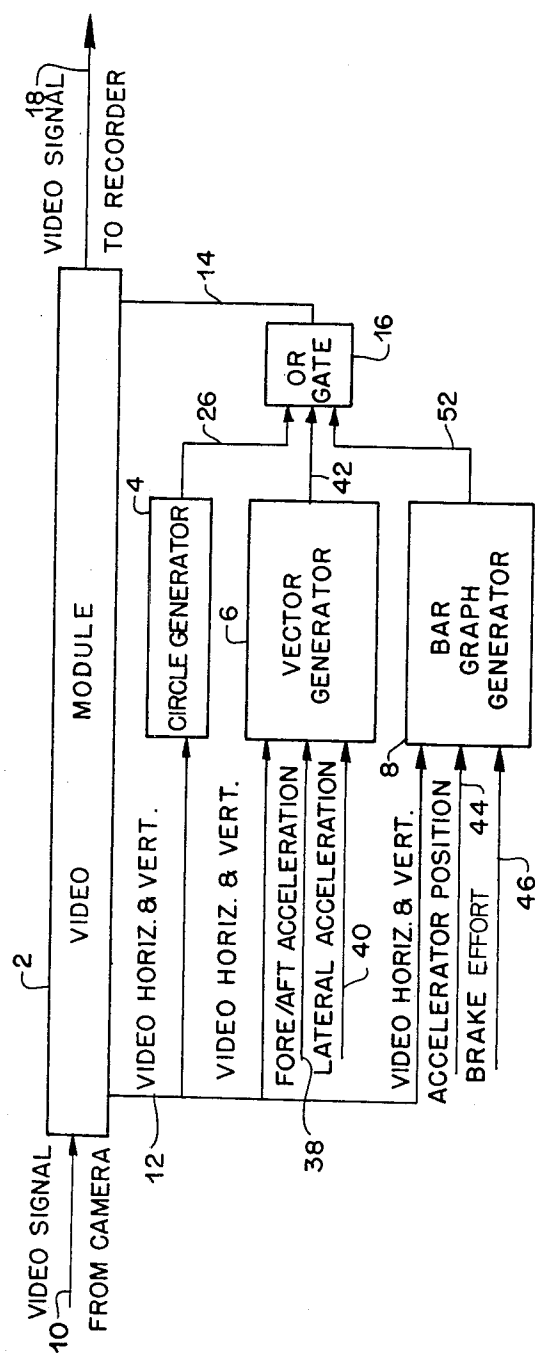 VIDEO SIGNAL
10
FROM CAMERA
2
VIDEO MODULE
VIDEO SIGNAL
18
TO RECORDER
12
VIDEO HORIZ. & VERT.
4
CIRCLE GENERATOR
26
14
VIDEO HORIZ. & VERT.
FORE/AFT ACCELERATION
38
LATERAL ACCELERATION
40
6
VECTOR
GENERATOR
42
OR
GATE
16
VIDEO HORIZ. & VERT.
ACCELERATOR POSITION
44
BRAKE EFFORT
46
8
BAR
GRAPH
GENERATOR
52